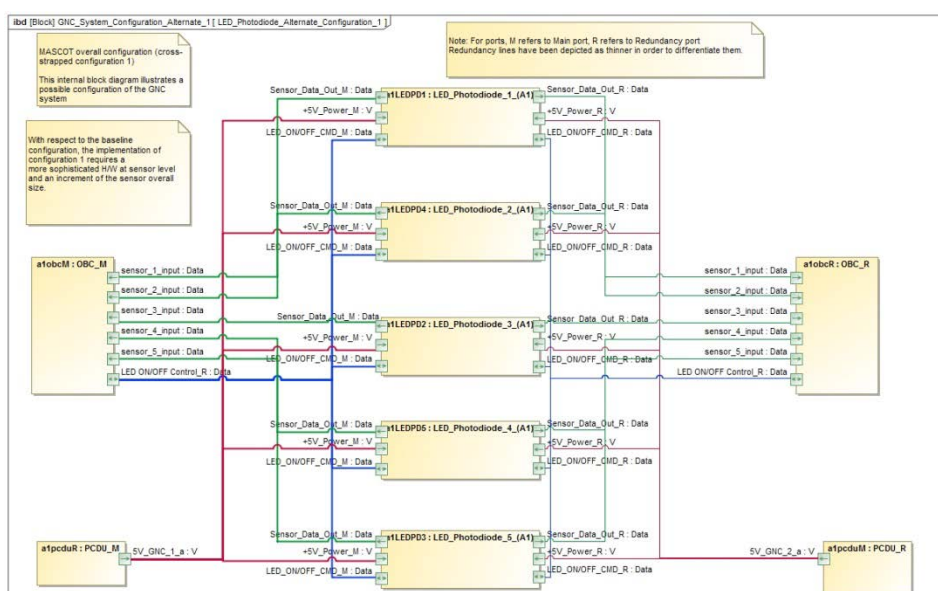 ibd [Block] GNC_System_Configuration_Alternate_1 [ LED_Photodiode_Alternate_Configuration_1 ]
MASCOT overall configuration (cross-
strapped configuration 1)
This internal block diagram illustrates a
possible configuration of the GNC
system
Note: For ports, M refers to Main port, R refers to Redundancy port
Redundancy lines have been depicted as thinner in order to differentiate them.
With respect to the baseline
configuration, the implementation of
configuration 1 requires a
more sophisticated H/W at sensor level
and an increment of the sensor overall
size.
Sensor_Data_Out_M : Data
+5V_Power_M : V
LED_ON/OFF_CMD_M : Data
a1LEDPD1 : LED_Photodiode_1_(A1)
Sensor_Data_Out_R : Data
+5V_Power_R : V
LED_ON/OFF_CMD_R : Data
Sensor_Data_Out_M : Data
+5V_Power_M : V
LED_ON/OFF_CMD_M : Data
a1LEDPD4 : LED_Photodiode_2_(A1)
Sensor_Data_Out_R : Data
+5V_Power_R : V
LED_ON/OFF_CMD_R : Data
a1obcM : OBC_M
sensor_1_input : Data
sensor_2_input : Data
sensor_3_input : Data
sensor_4_input : Data
sensor_5_input : Data
LED ON/OFF Control_R : Data
Sensor_Data_Out_M : Data
+5V_Power_M : V
LED_ON/OFF_CMD_M : Data
a1LEDPD2 : LED_Photodiode_3_(A1)
Sensor_Data_Out_R : Data
+5V_Power_R : V
LED_ON/OFF_CMD_R : Data
a1obcR : OBC_R
sensor_1_input : Data
sensor_2_input : Data
sensor_3_input : Data
sensor_4_input : Data
sensor_5_input : Data
LED ON/OFF Control_R : Data
Sensor_Data_Out_M : Data
+5V_Power_M : V
LED_ON/OFF_CMD_M : Data
a1LEDPD5 : LED_Photodiode_4_(A1)
Sensor_Data_Out_R : Data
+5V_Power_R : V
LED_ON/OFF_CMD_R : Data
a1pcduR : PCDU_M
5V_GNC_1_a : V
Sensor_Data_Out_M : Data
+5V_Power_M : V
LED_ON/OFF_CMD_M : Data
a1LEDPD3 : LED_Photodiode_5_(A1)
Sensor_Data_Out_R : Data
+5V_Power_R : V
LED_ON/OFF_CMD_R : Data
5V_GNC_2_a : V
a1pcduM : PCDU_R